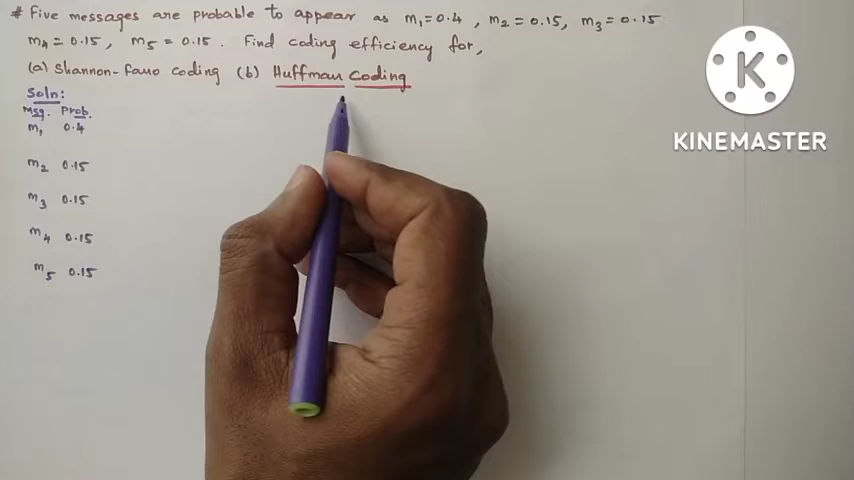 # Five messages are probable to appear as m₁=0.4, m₂=0.15, m₃=0.15
m₄=0.15, m₅=0.15. Find coding efficiency for,
(a) Shannon-Fano coding (b) Huffman Coding
Soln:
Msg. Prob.
m₁ 0.4
m₂ 0.15
m₃ 0.15
m₄ 0.15
m₅ 0.15
K
KINEMASTER